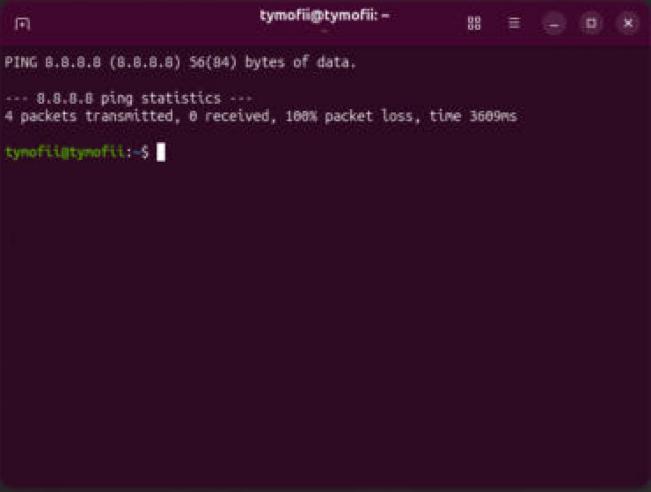 tymofii@tymofii: ~
PING 8.8.8.8 (8.8.8.8) 56(84) bytes of data.
--- 8.8.8.8 ping statistics ---
4 packets transmitted, 0 received, 100% packet loss, time 3609ms
tymofii@tymofii:~$